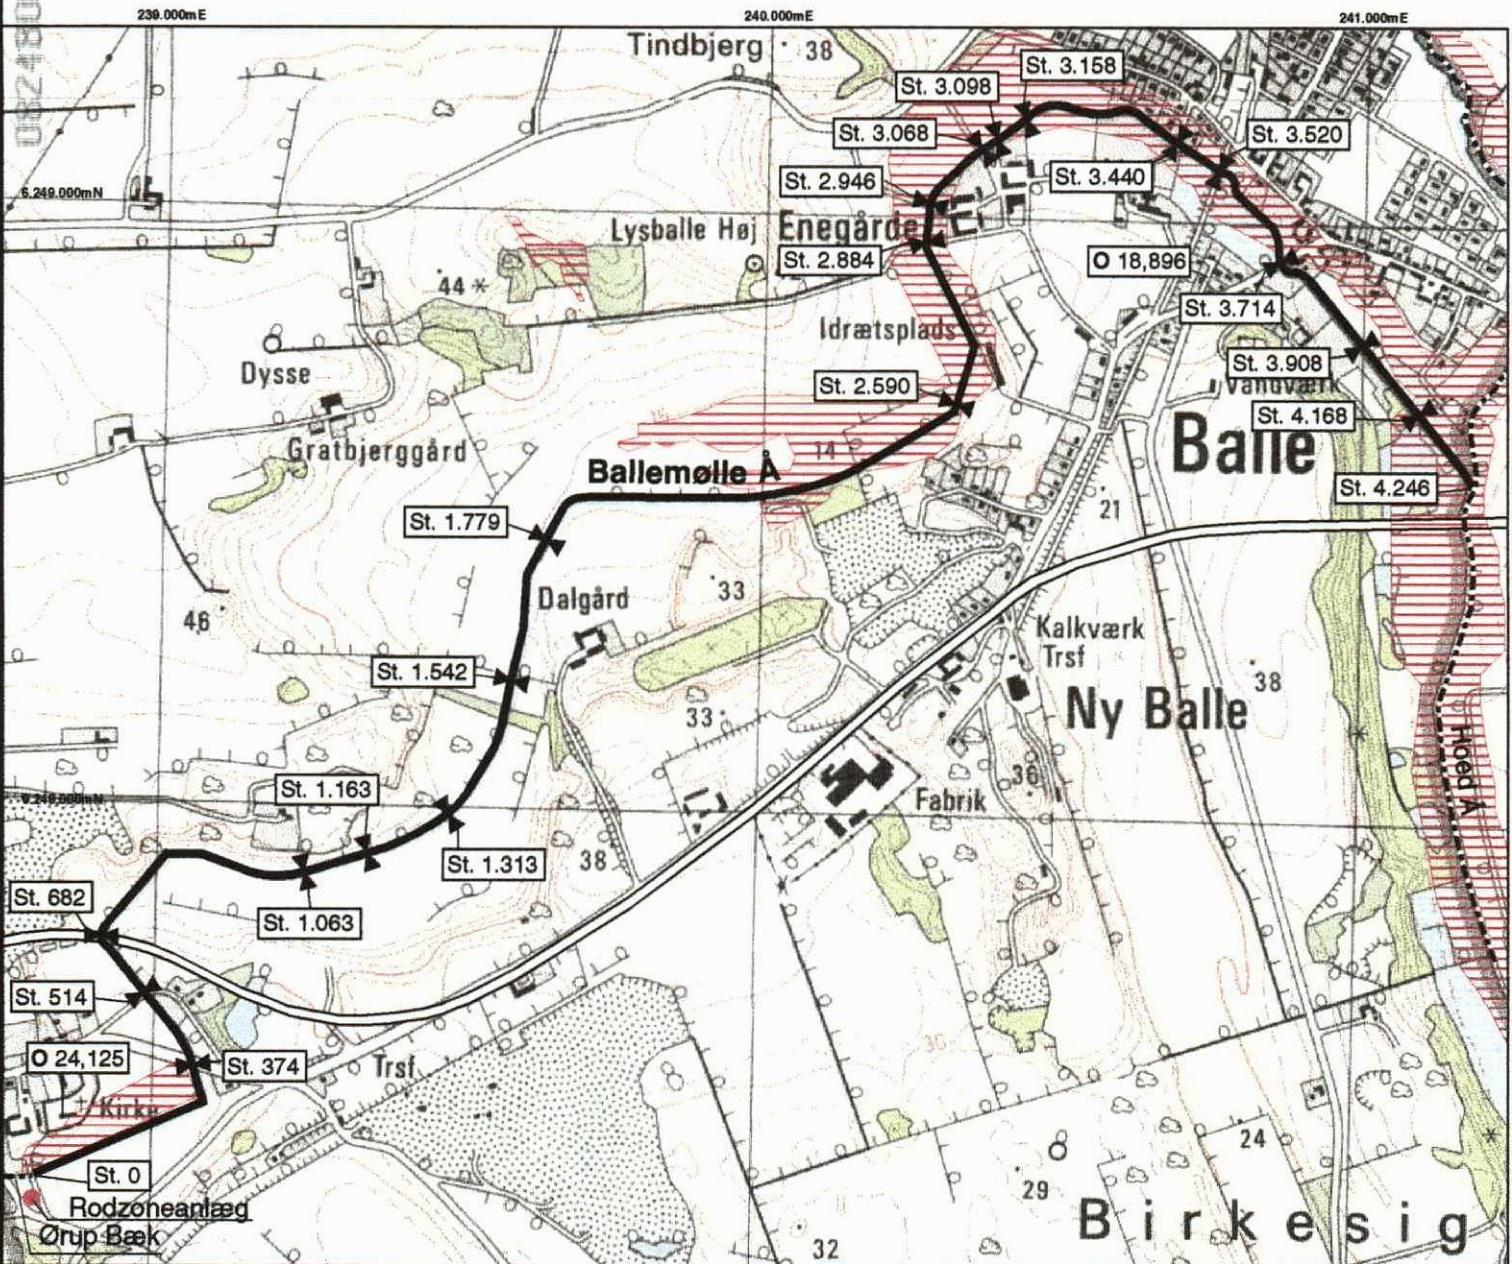 239.000mE
240.000mE
241.000mE
Tindbjerg
38
St. 3.158
St. 3.098
St. 3.068
St. 3.520
St. 2.946
St. 3.440
6.249.000mN
Lysballe Høj
Enegårde
St. 2.884
O 18,896
44
St. 3.714
Idrætsplads
St. 3.908
Vandværk
Dysse
St. 2.590
St. 4.168
Gratbjerggård
14
Balle
Ballemølle Å
St. 4.246
St. 1.779
21
33
Dalgård
46
Kalkværk
Trsf
St. 1.542
38
33
Ny Balle
Hoed Å
36
St. 1.163
Fabrik
38
St. 1.313
St. 682
St. 1.063
St. 514
30
O 24,125
St. 374
Trsf
Kirke
24
St. 0
29
Rodzoneanlæg
Ørup Bæk
Birkesig
32